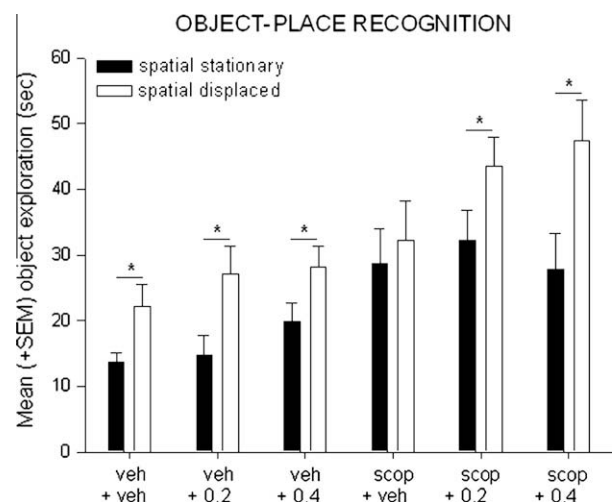 OBJECT-PLACE RECOGNITION
Mean (+SEM) object exploration (sec)
60
50
40
30
20
10
0
spatial stationary
spatial displaced
*
*
*
*
*
veh
+ veh
veh
+ 0.2
veh
+ 0.4
scop
+ veh
scop
+ 0.2
scop
+ 0.4